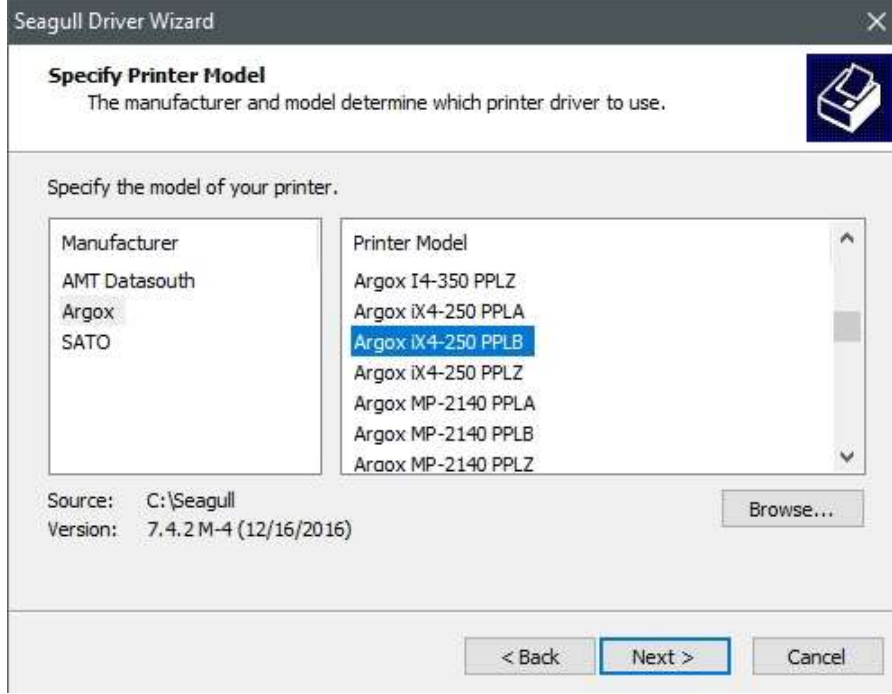 Seagull Driver Wizard
Specify Printer Model
The manufacturer and model determine which printer driver to use.
Specify the model of your printer.
Manufacturer
AMT Datasouth
Argox
SATO
Printer Model
Argox I4-350 PPLZ
Argox iX4-250 PPLA
Argox iX4-250 PPLB
Argox iX4-250 PPLZ
Argox MP-2140 PPLA
Argox MP-2140 PPLB
Argox MP-2140 PPLZ
Source: C:\Seagull
Version: 7.4.2 M-4 (12/16/2016)
Browse...
< Back
Next >
Cancel